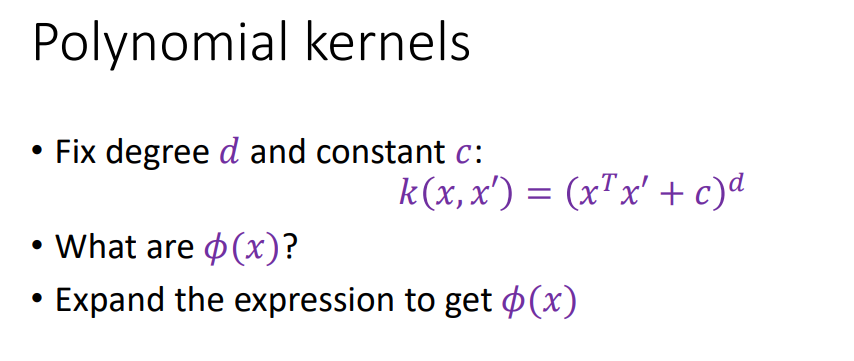 Polynomial kernels
• Fix degree d and constant c:
k(x, x′) = (xᵀx′ + c)ᵈ
• What are ϕ(x)?
• Expand the expression to get ϕ(x)